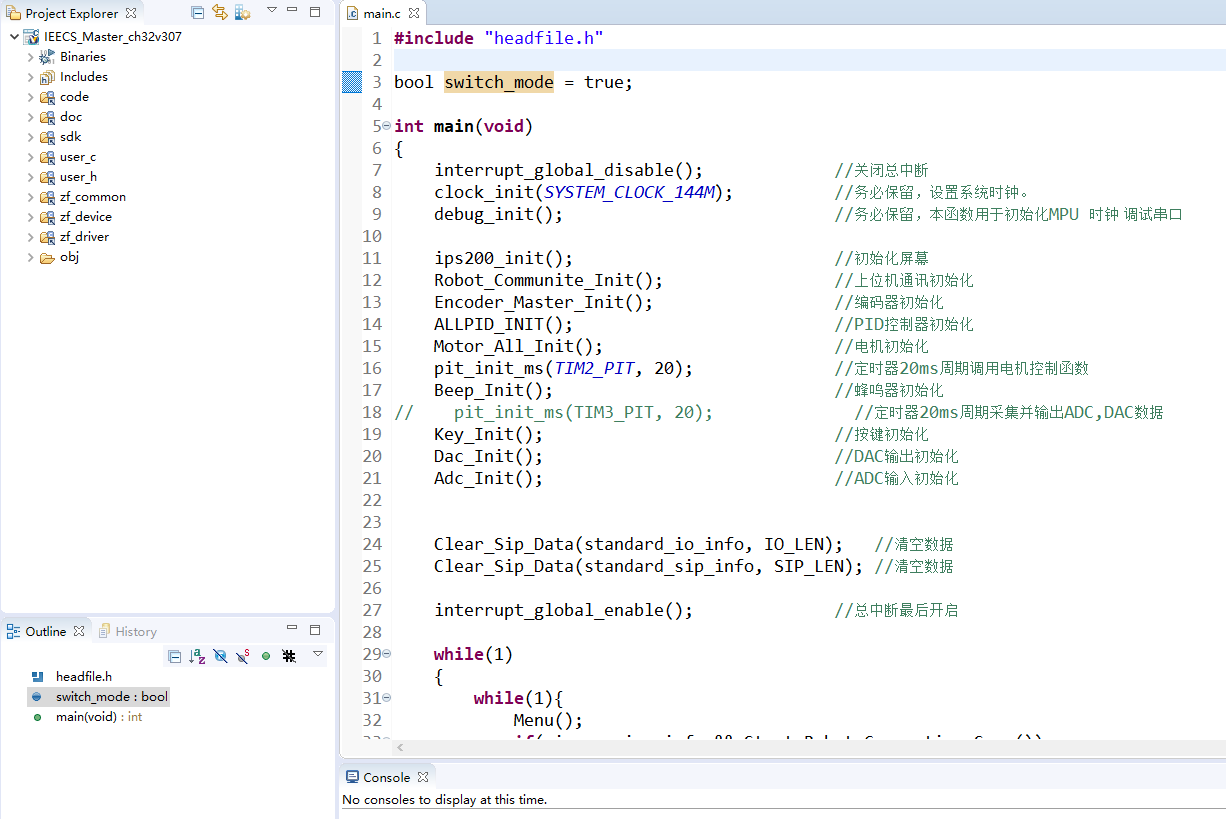 Project Explorer
IEECS_Master_ch32v307
Binaries
Includes
code
doc
sdk
user_c
user_h
zf_common
zf_device
zf_driver
obj
Outline
History
headfile.h
switch_mode : bool
main(void) : int
main.c
1 #include "headfile.h"
2
3 bool switch_mode = true;
4
5 int main(void)
6 {
7 interrupt_global_disable(); //关闭总中断
8 clock_init(SYSTEM_CLOCK_144M); //务必保留，设置系统时钟。
9 debug_init(); //务必保留，本函数用于初始化MPU 时钟 调试串口
10
11 ips200_init(); //初始化屏幕
12 Robot_Communite_Init(); //上位机通讯初始化
13 Encoder_Master_Init(); //编码器初始化
14 ALLPID_INIT(); //PID控制器初始化
15 Motor_All_Init(); //电机初始化
16 pit_init_ms(TIM2_PIT, 20); //定时器20ms周期调用电机控制函数
17 Beep_Init(); //蜂鸣器初始化
18 // pit_init_ms(TIM3_PIT, 20); //定时器20ms周期采集并输出ADC,DAC数据
19 Key_Init(); //按键初始化
20 Dac_Init(); //DAC输出初始化
21 Adc_Init(); //ADC输入初始化
22
23
24 Clear_Sip_Data(standard_io_info, IO_LEN); //清空数据
25 Clear_Sip_Data(standard_sip_info, SIP_LEN); //清空数据
26
27 interrupt_global_enable(); //总中断最后开启
28
29 while(1)
30 {
31 while(1){
32 Menu();
Console
No consoles to display at this time.